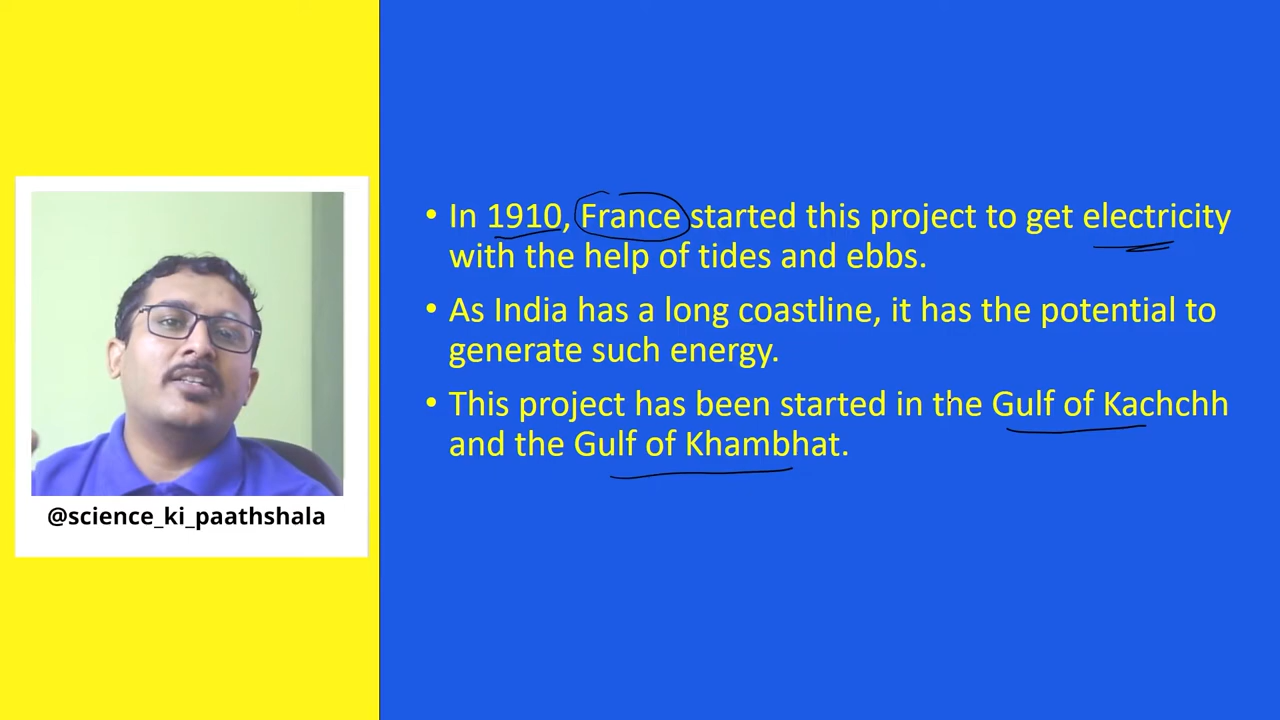 • In 1910, France started this project to get electricity
with the help of tides and ebbs.
• As India has a long coastline, it has the potential to
generate such energy.
• This project has been started in the Gulf of Kachchh
and the Gulf of Khambhat.
@science_ki_paathshala